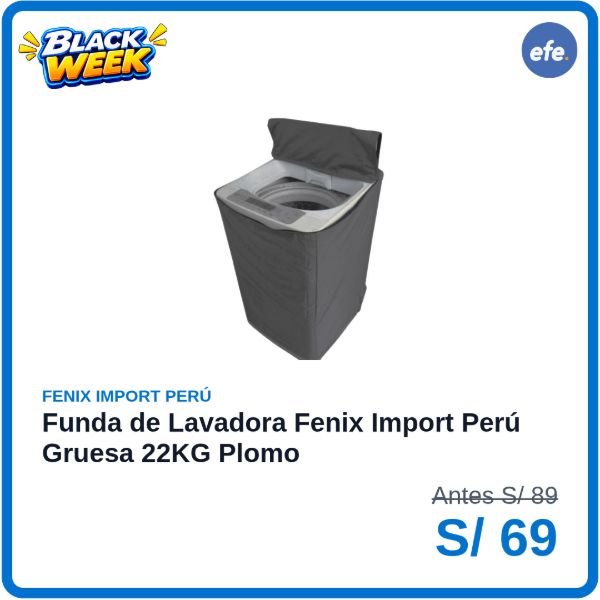 BLACK
WEEK
efe.
FENIX IMPORT PERÚ
Funda de Lavadora Fenix Import Perú
Gruesa 22KG Plomo
Antes S/ 89
S/ 69